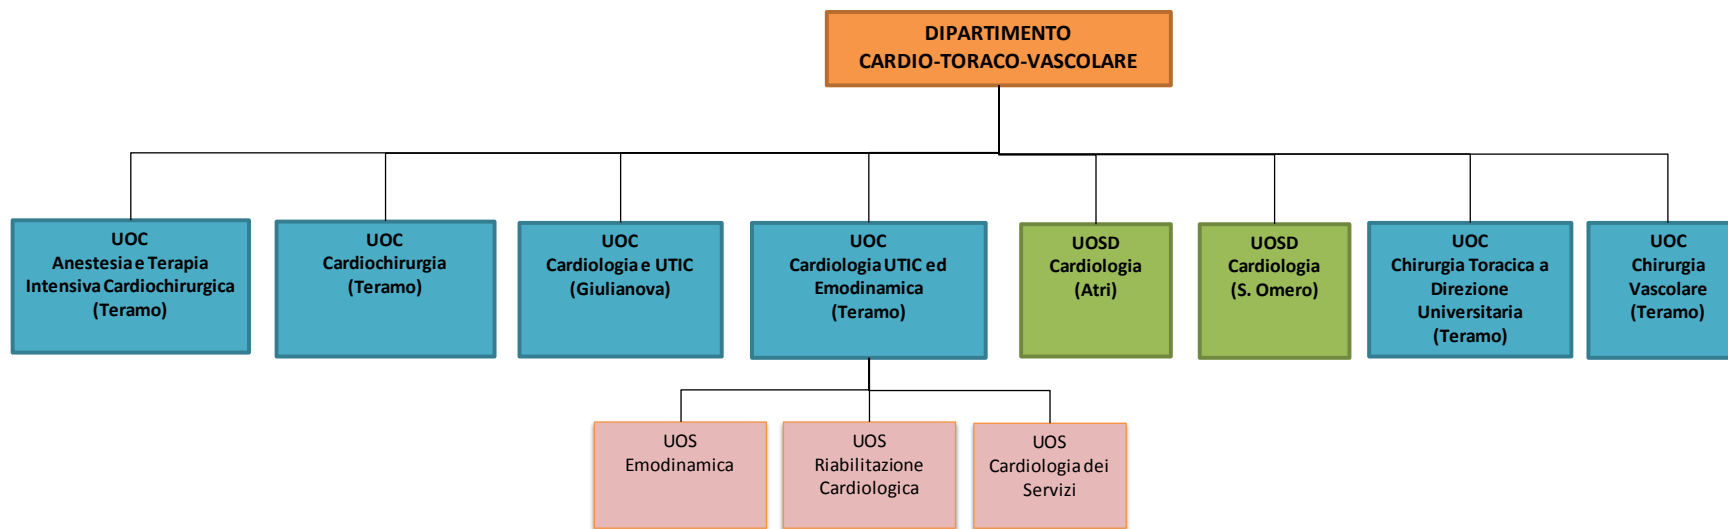 DIPARTIMENTO
CARDIO-TORACO-VASCOLARE
UOC
Anestesia e Terapia
Intensiva Cardiochirurgica
(Teramo)
UOC
Cardiochirurgia
(Teramo)
UOC
Cardiologia e UTIC
(Giulianova)
UOC
Cardiologia UTIC ed
Emodinamica
(Teramo)
UOSD
Cardiologia
(Atri)
UOSD
Cardiologia
(S. Omero)
UOC
Chirurgia Toracica a
Direzione
Universitaria
(Teramo)
UOC
Chirurgia
Vascolare
(Teramo)
UOS
Emodinamica
UOS
Riabilitazione
Cardiologica
UOS
Cardiologia dei
Servizi